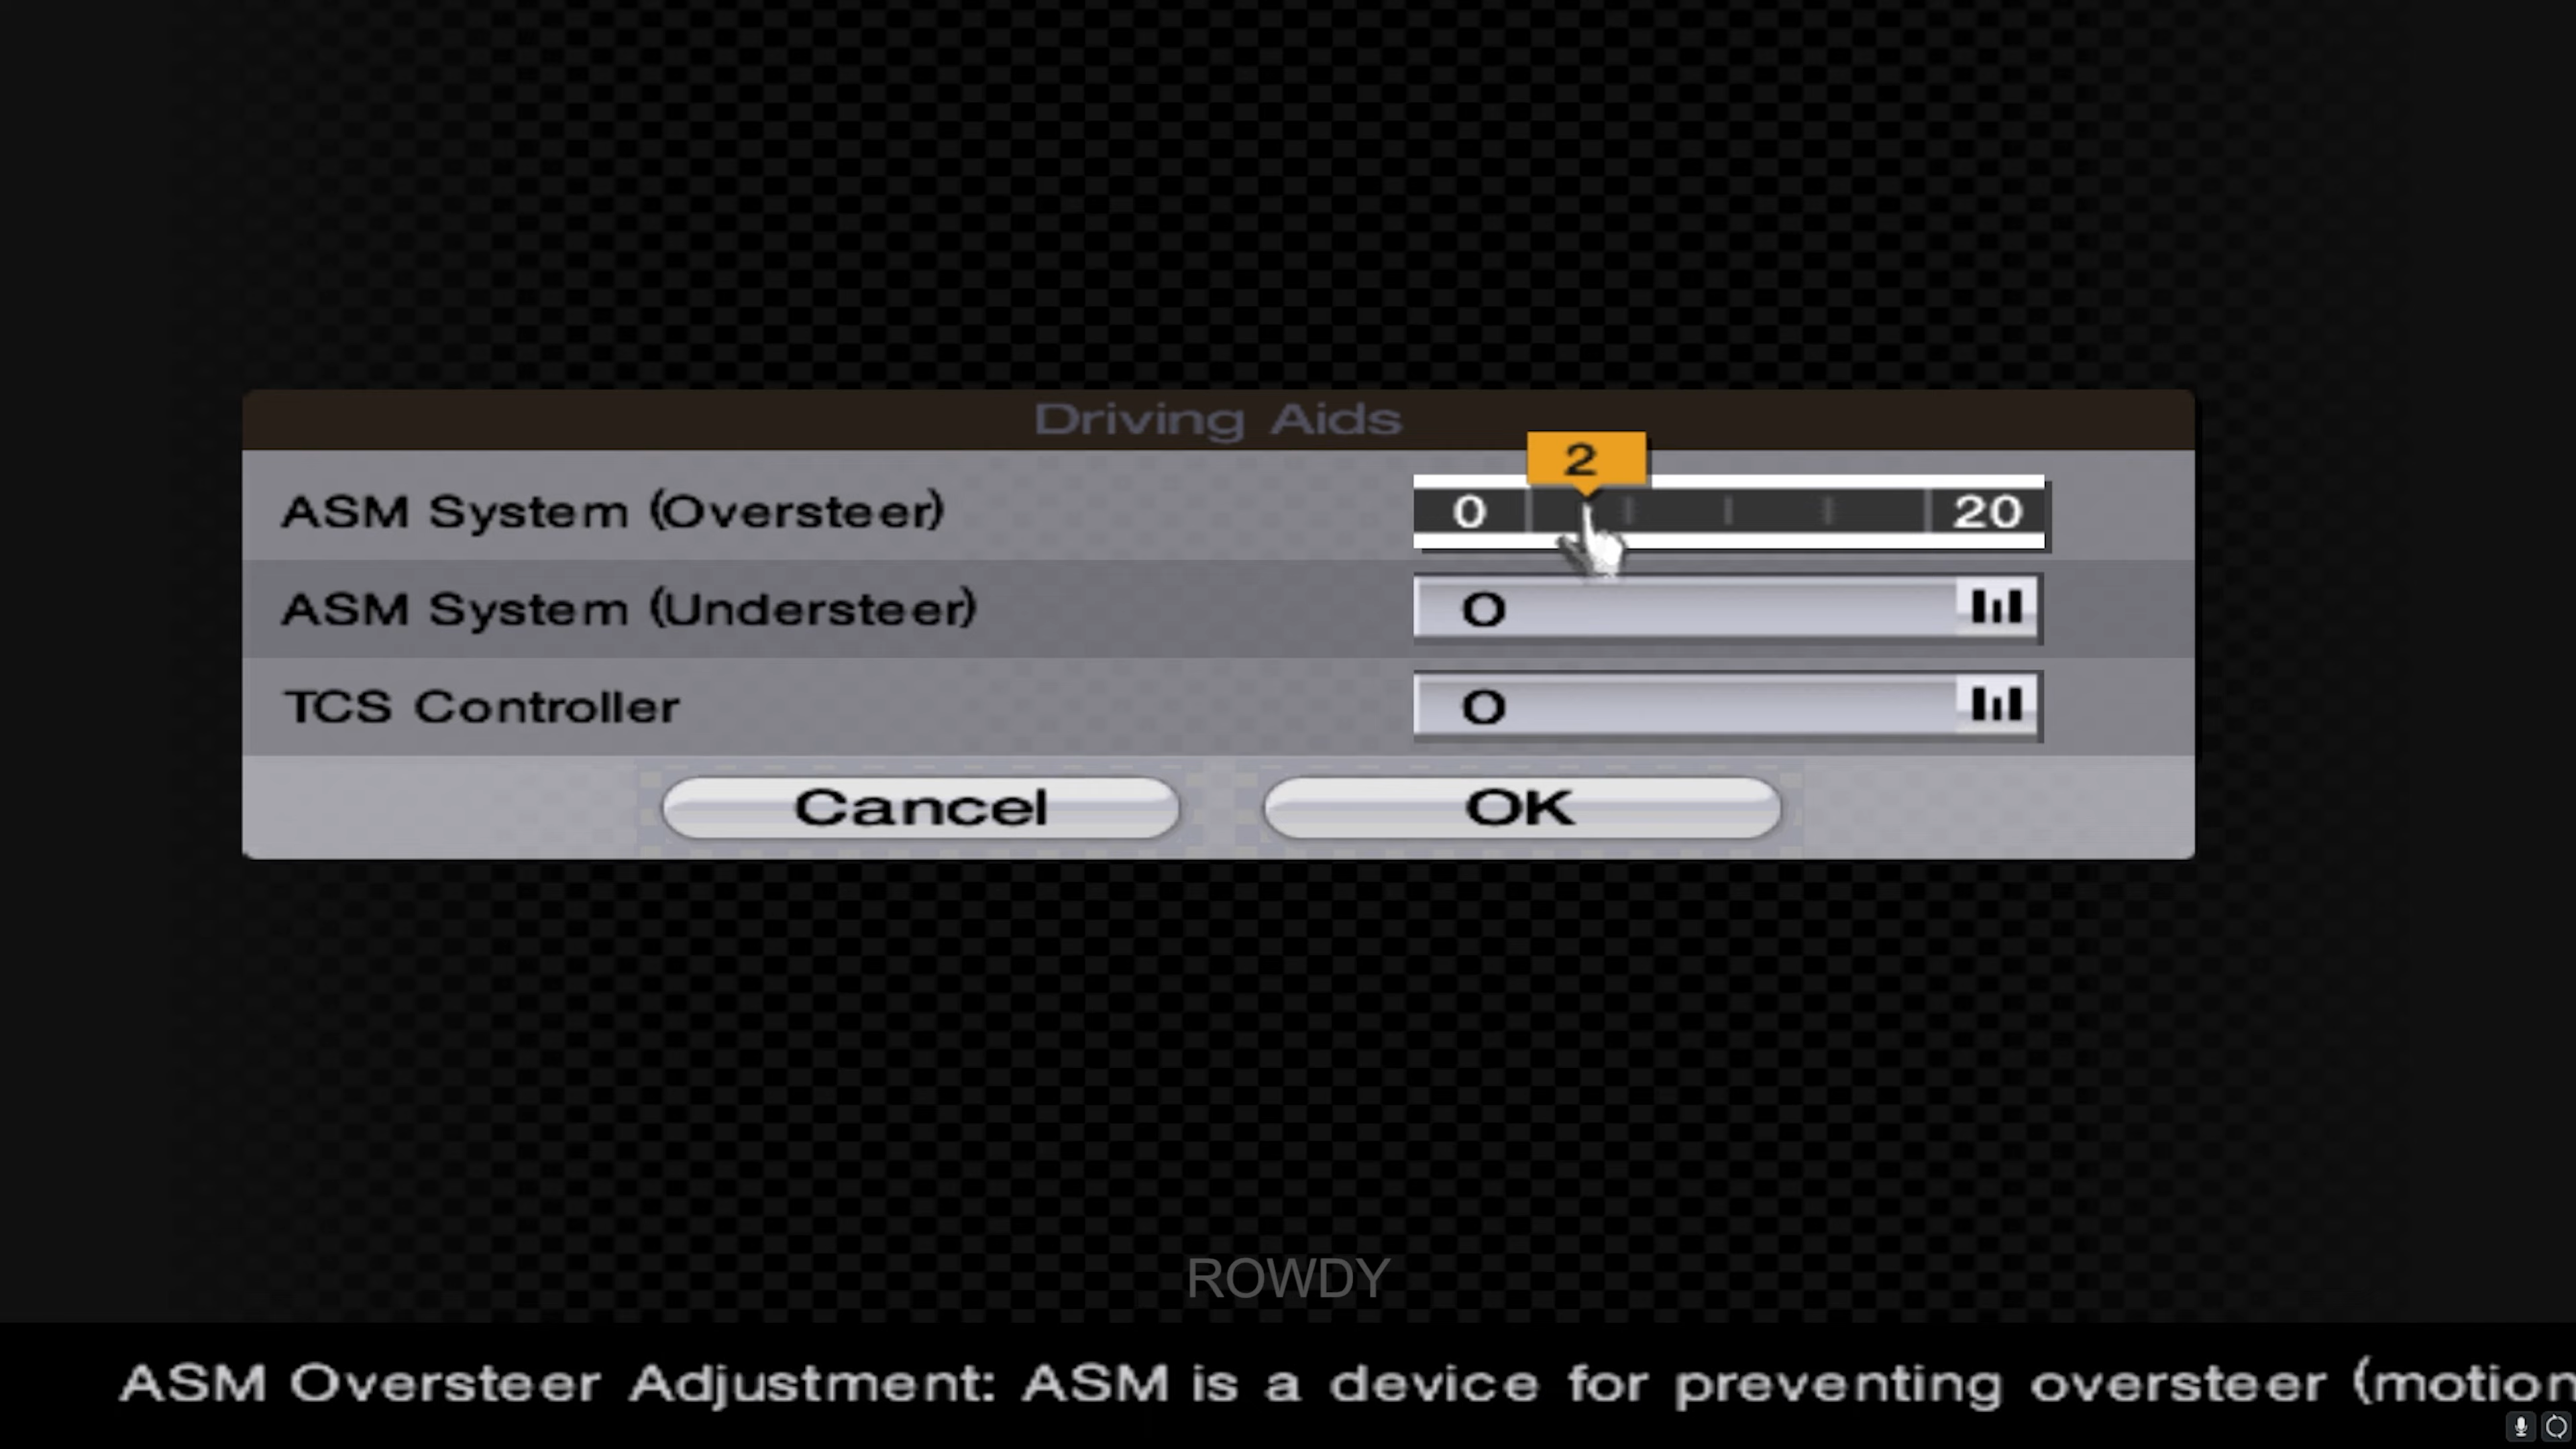 Driving Aids
2
ASM System (Oversteer)
0
20
ASM System (Understeer)
0
TCS Controller
0
Cancel
OK
ROWDY
ASM Oversteer Adjustment: ASM is a device for preventing oversteer (motion